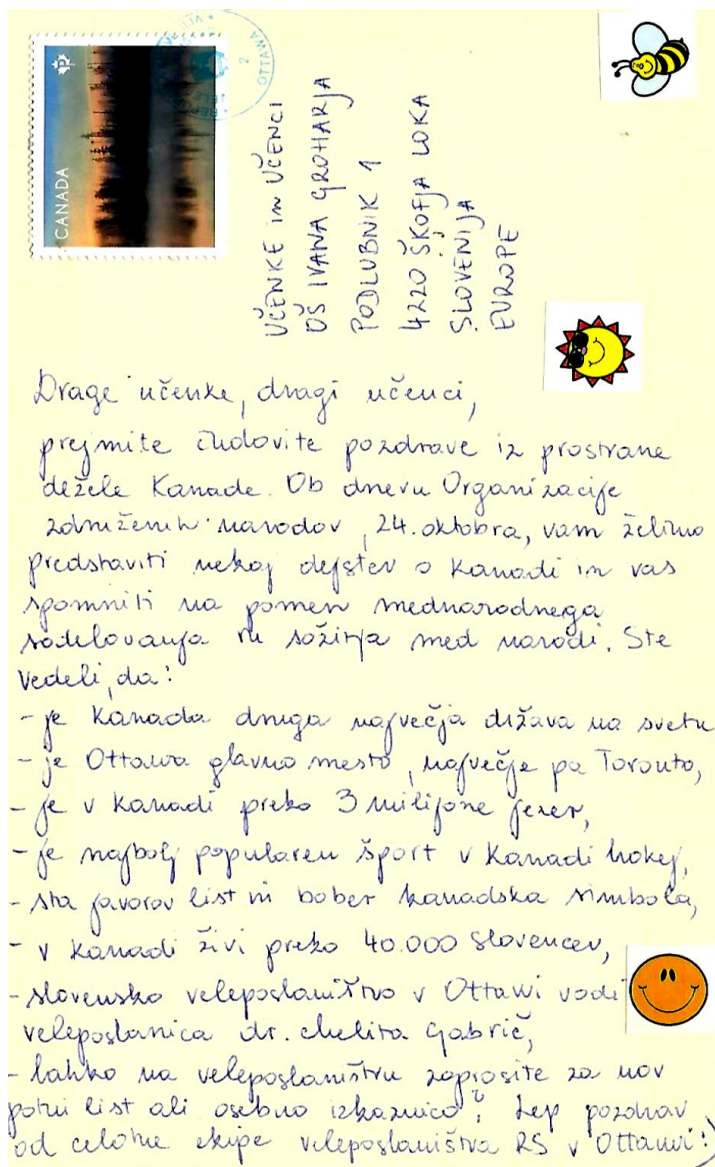 CANADA
OTTAWA
UČENKE in UČENCI
OŠ IVANA GROHARJA
PODLUBNIK 1
4220 ŠKOFJA LOKA
SLOVENIJA
EUROPE
Drage učenke, dragi učenci,
prejmite čudovite pozdrave iz prostrane
dežele Kanade. Ob dnevu Organizacije
združenih narodov, 24. oktobra, vam želimo
predstaviti nekaj dejstev o Kanadi in vas
spomniti na pomen mednarodnega
sodelovanja in sožitja med narodi. Ste
vedeli, da:
- je Kanada druga največja država na svetu
- je Ottawa glavno mesto, največje pa Toronto,
- je v Kanadi preko 3 milijone jezer,
- je najbolj popularen šport v Kanadi hokej,
- sta javorov list in bober kanadska simbola,
- v Kanadi živi preko 40.000 Slovencev,
- slovensko veleposlaništvo v Ottawi vodi
veleposlanica dr. Melita Gabrič,
- lahko na veleposlaništvu zaprosite za nov
potni list ali osebno izkaznico? Lep pozdrav
od celotne ekipe veleposlaništva RS v Ottawi:)